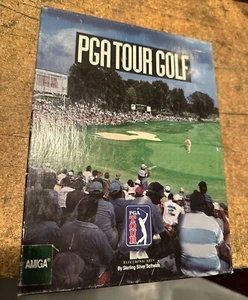 PGA TOUR GOLF
PGA
TOUR
ELECTRONIC ARTS
By Sterling Silver Software
AMIGA